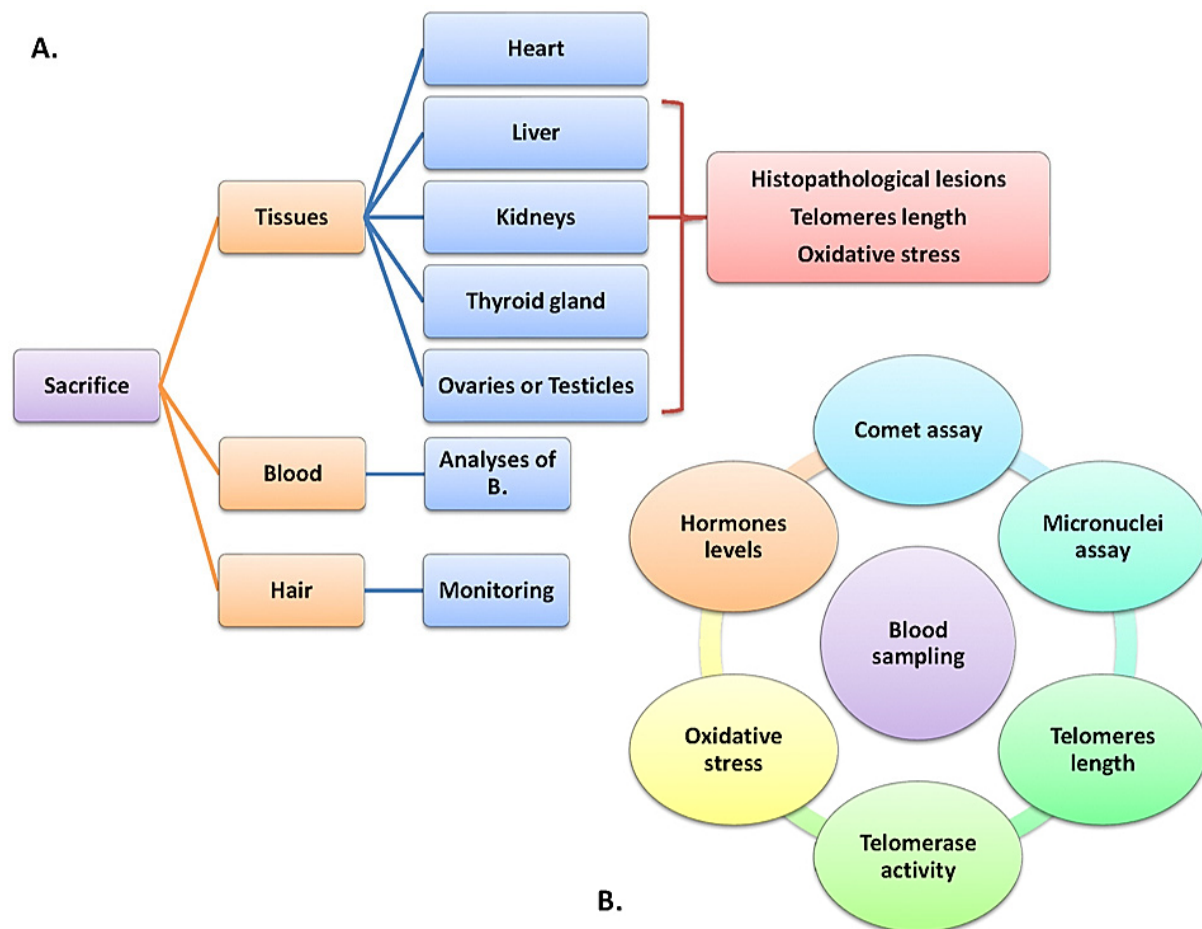 A.
Sacrifice
Tissues
Blood
Hair
Heart
Liver
Kidneys
Thyroid gland
Ovaries or Testicles
Analyses of
B.
Monitoring
Histopathological lesions
Telomeres length
Oxidative stress
Comet assay
Micronuclei
assay
Telomeres
length
Telomerase
activity
Oxidative
stress
Hormones
levels
Blood
sampling
B.